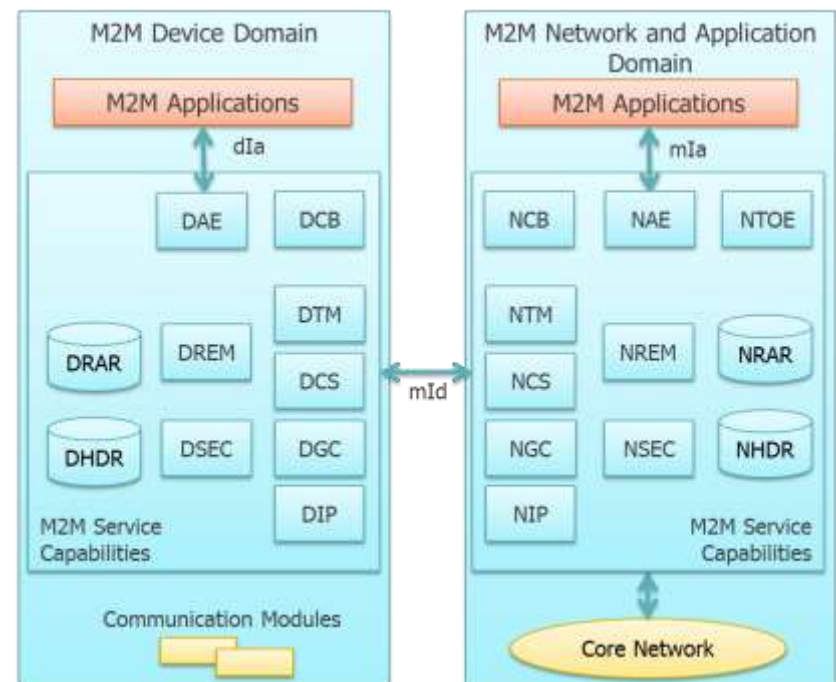 M2M Device Domain
M2M Applications
dIa
DAE
DCB
DTM
DRAR
DREM
DCS
DHDR
DSEC
DGC
DIP
M2M Service
Capabilities
Communication Modules
mId
M2M Network and Application
Domain
M2M Applications
mIa
NCB
NAE
NTOE
NTM
NREM
NRAR
NCS
NGC
NSEC
NHDR
NIP
M2M Service
Capabilities
Core Network